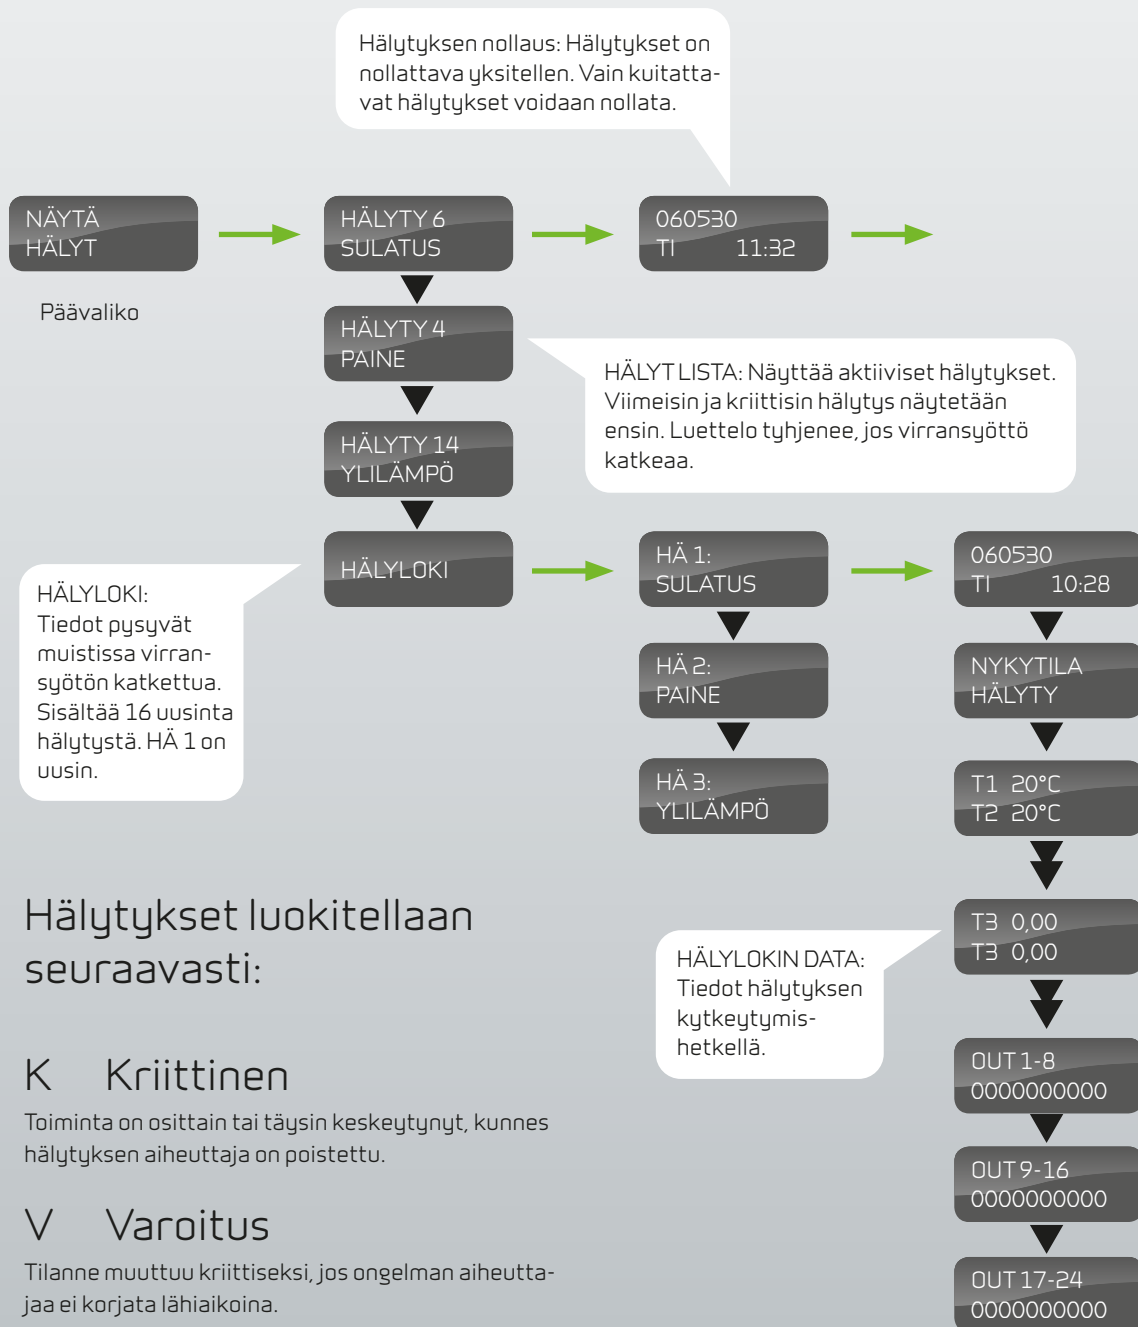 Hälytyksen nollaus: Hälytykset on
nollattava yksitellen. Vain kuitatta-
vat hälytykset voidaan nollata.
NÄYTÄ
HÄLYT
Päävaliko
HÄLYTY 6
SULATUS
060530
TI 11:32
HÄLYTY 4
PAINE
HÄLYT LISTA: Näyttää aktiiviset hälytykset.
Viimeisin ja kriittisin hälytys näytetään
ensin. Luettelo tyhjenee, jos virransyöttö
katkeaa.
HÄLYTY 14
YLILÄMPÖ
HÄLYLOKI
HÄLYLOKI:
Tiedot pysyvät
muistissa virran-
syötön katkettua.
Sisältää 16 uusinta
hälytystä. HÄ 1 on
uusin.
HÄ 1:
SULATUS
HÄ 2:
PAINE
HÄ 3:
YLILÄMPÖ
060530
TI 10:28
NYKYTILA
HÄLYTY
T1 20°C
T2 20°C
T3 0,00
T3 0,00
HÄLYLOKIN DATA:
Tiedot hälytyksen
kytkeytymis-
hetkellä.
OUT 1-8
0000000000
OUT 9-16
0000000000
OUT 17-24
0000000000
Hälytykset luokitellaan
seuraavasti:
K Kriittinen
Toiminta on osittain tai täysin keskeytynyt, kunnes
hälytyksen aiheuttaja on poistettu.
V Varoitus
Tilanne muuttuu kriittiseksi, jos ongelman aiheutta-
jaa ei korjata lähiaikoina.